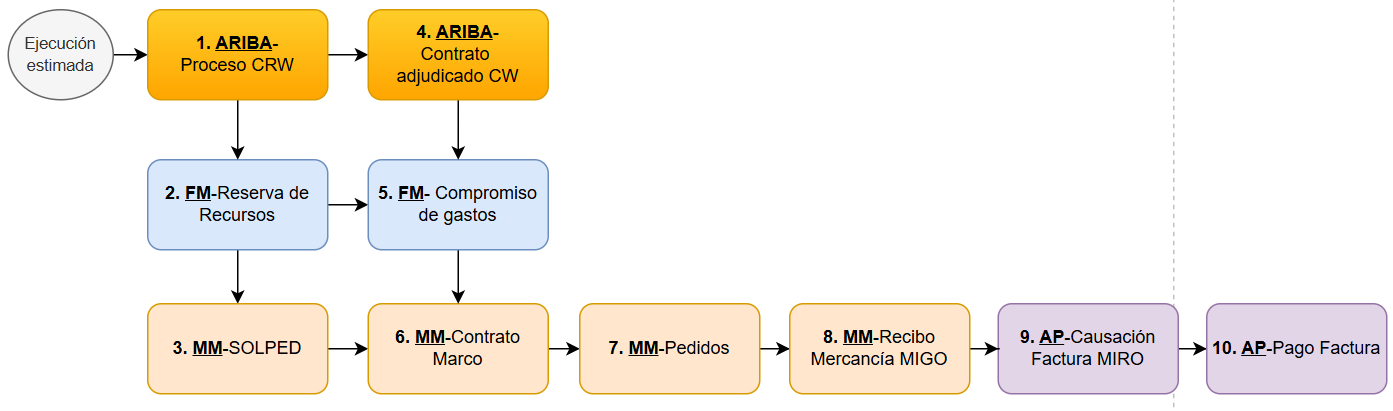 Ejecución
estimada
1. ARIBA-
Proceso CRW
4. ARIBA-
Contrato
adjudicado CW
2. FM-Reserva de
Recursos
5. FM- Compromiso
de gastos
3. MM-SOLPED
6. MM-Contrato
Marco
7. MM-Pedidos
8. MM-Recibo
Mercancía MIGO
9. AP-Causación
Factura MIRO
10. AP-Pago Factura